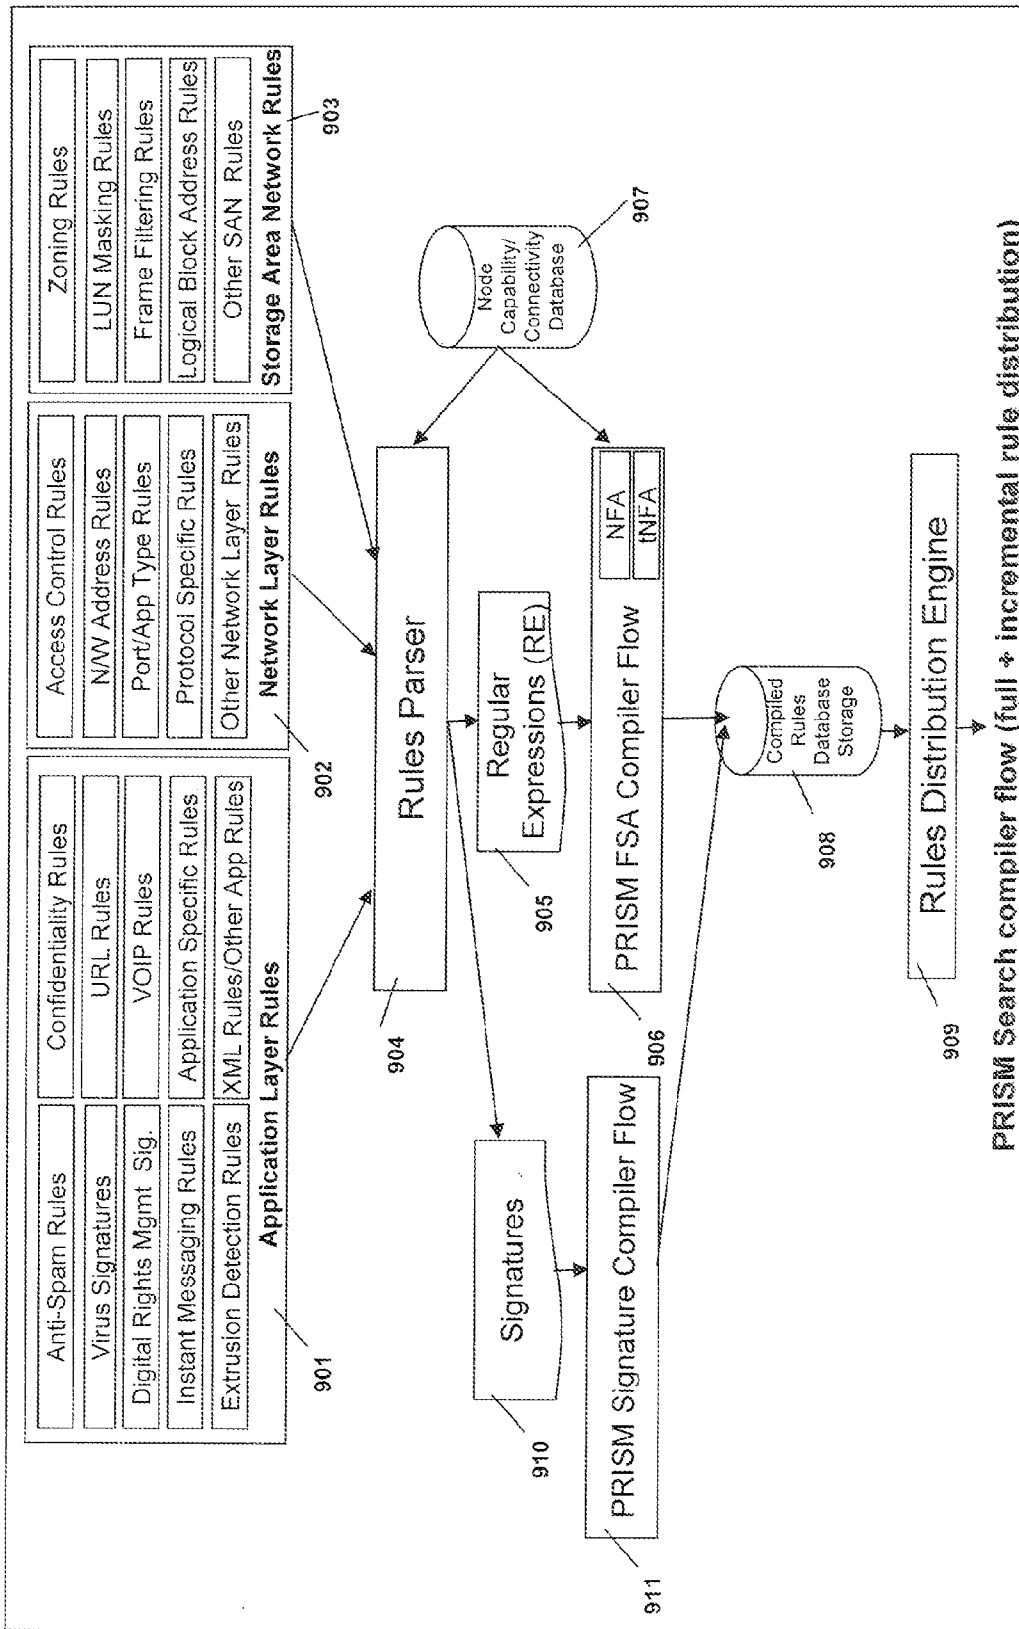 Anti-Spam Rules
Confidentiality Rules
Virus Signatures
URL Rules
Digital Rights Mgmt Sig.
VOIP Rules
Instant Messaging Rules
Application Specific Rules
Extrusion Detection Rules
XML Rules/Other App Rules
Application Layer Rules
901
Access Control Rules
N/W Address Rules
Port/App Type Rules
Protocol Specific Rules
Other Network Layer Rules
Network Layer Rules
902
Zoning Rules
LUN Masking Rules
Frame Filtering Rules
Logical Block Address Rules
Other SAN Rules
Storage Area Network Rules
903
Rules Parser
904
Node
Capability/
Connectivity
Database
907
Signatures
910
Regular
Expressions (RE)
905
PRISM Signature Compiler Flow
911
PRISM FSA Compiler Flow
NFA
tNFA
906
Compiled
Rules
Database
Storage
908
Rules Distribution Engine
909
PRISM Search compiler flow (full + incremental rule distribution)